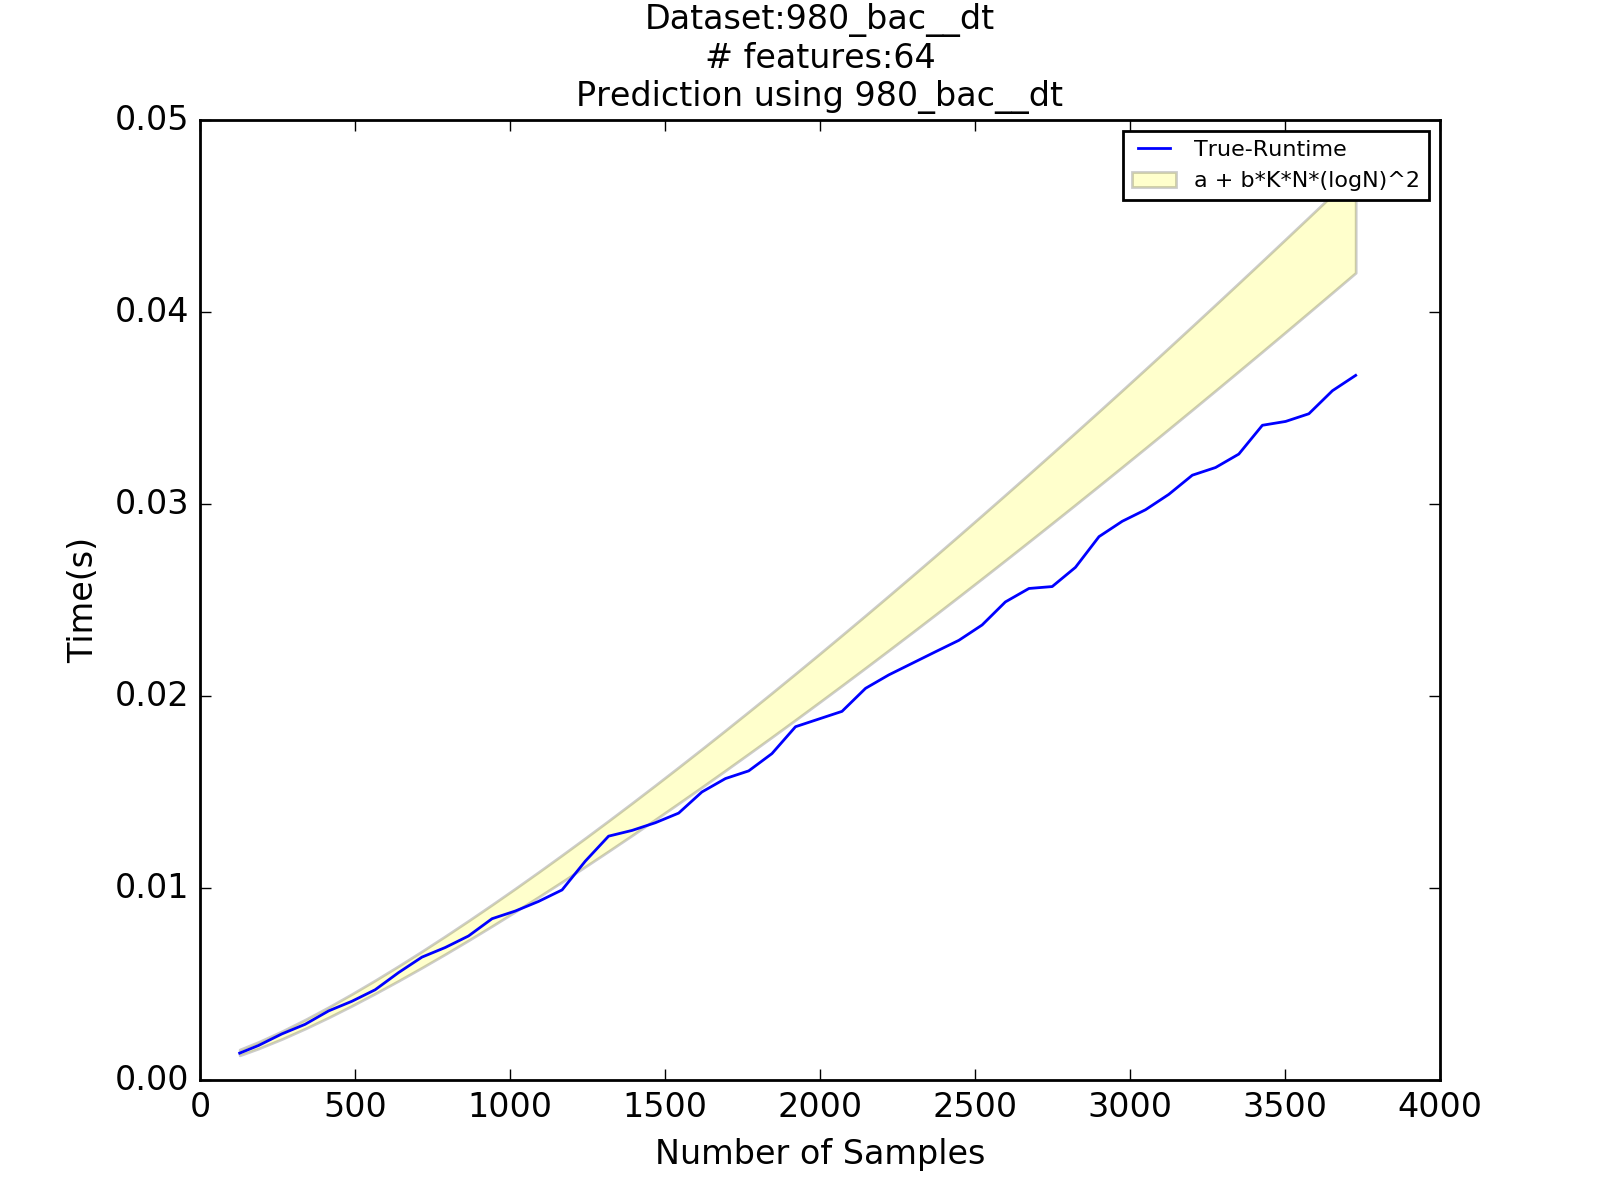 Dataset:980_bac__dt
# features:64
Prediction using 980_bac__dt
True-Runtime
a + b*K*N*(logN)^2
0.05
0.04
0.03
0.02
0.01
0.00
Time(s)
0 500 1000 1500 2000 2500 3000 3500 4000
Number of Samples